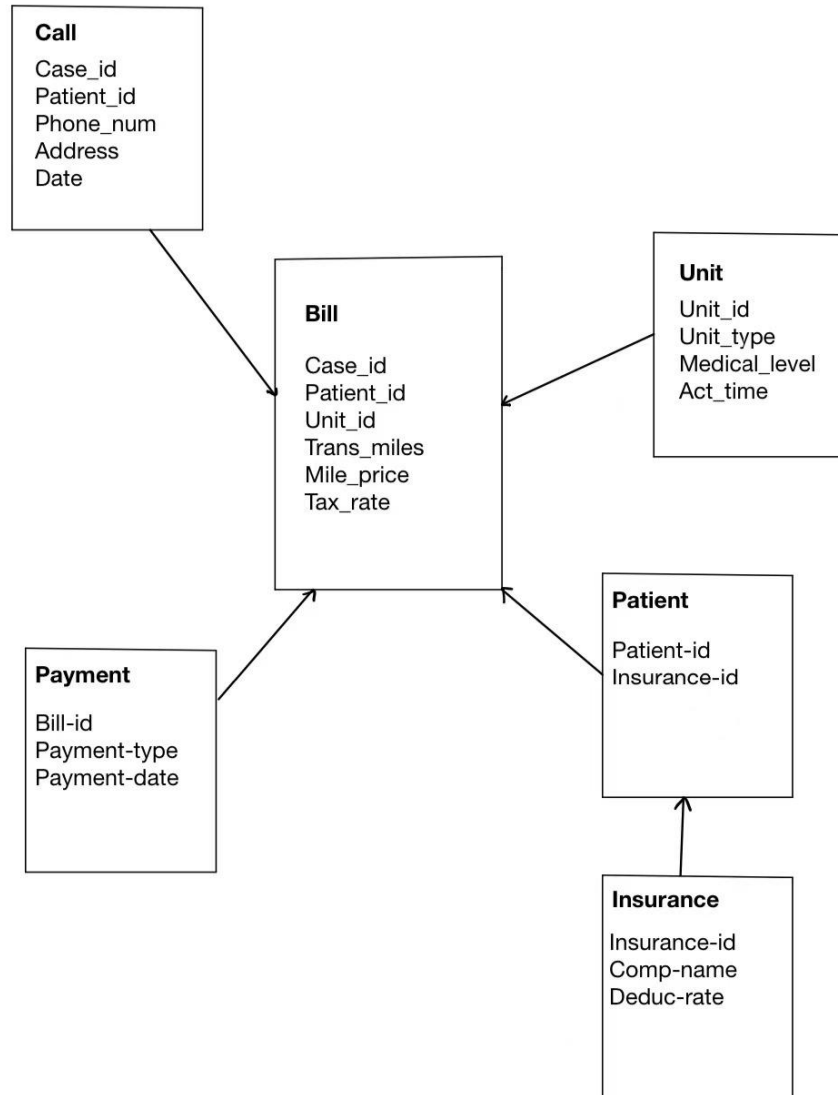 Call
Case_id
Patient_id
Phone_num
Address
Date
Bill
Case_id
Patient_id
Unit_id
Trans_miles
Mile_price
Tax_rate
Unit
Unit_id
Unit_type
Medical_level
Act_time
Payment
Bill-id
Payment-type
Payment-date
Patient
Patient-id
Insurance-id
Insurance
Insurance-id
Comp-name
Deduc-rate